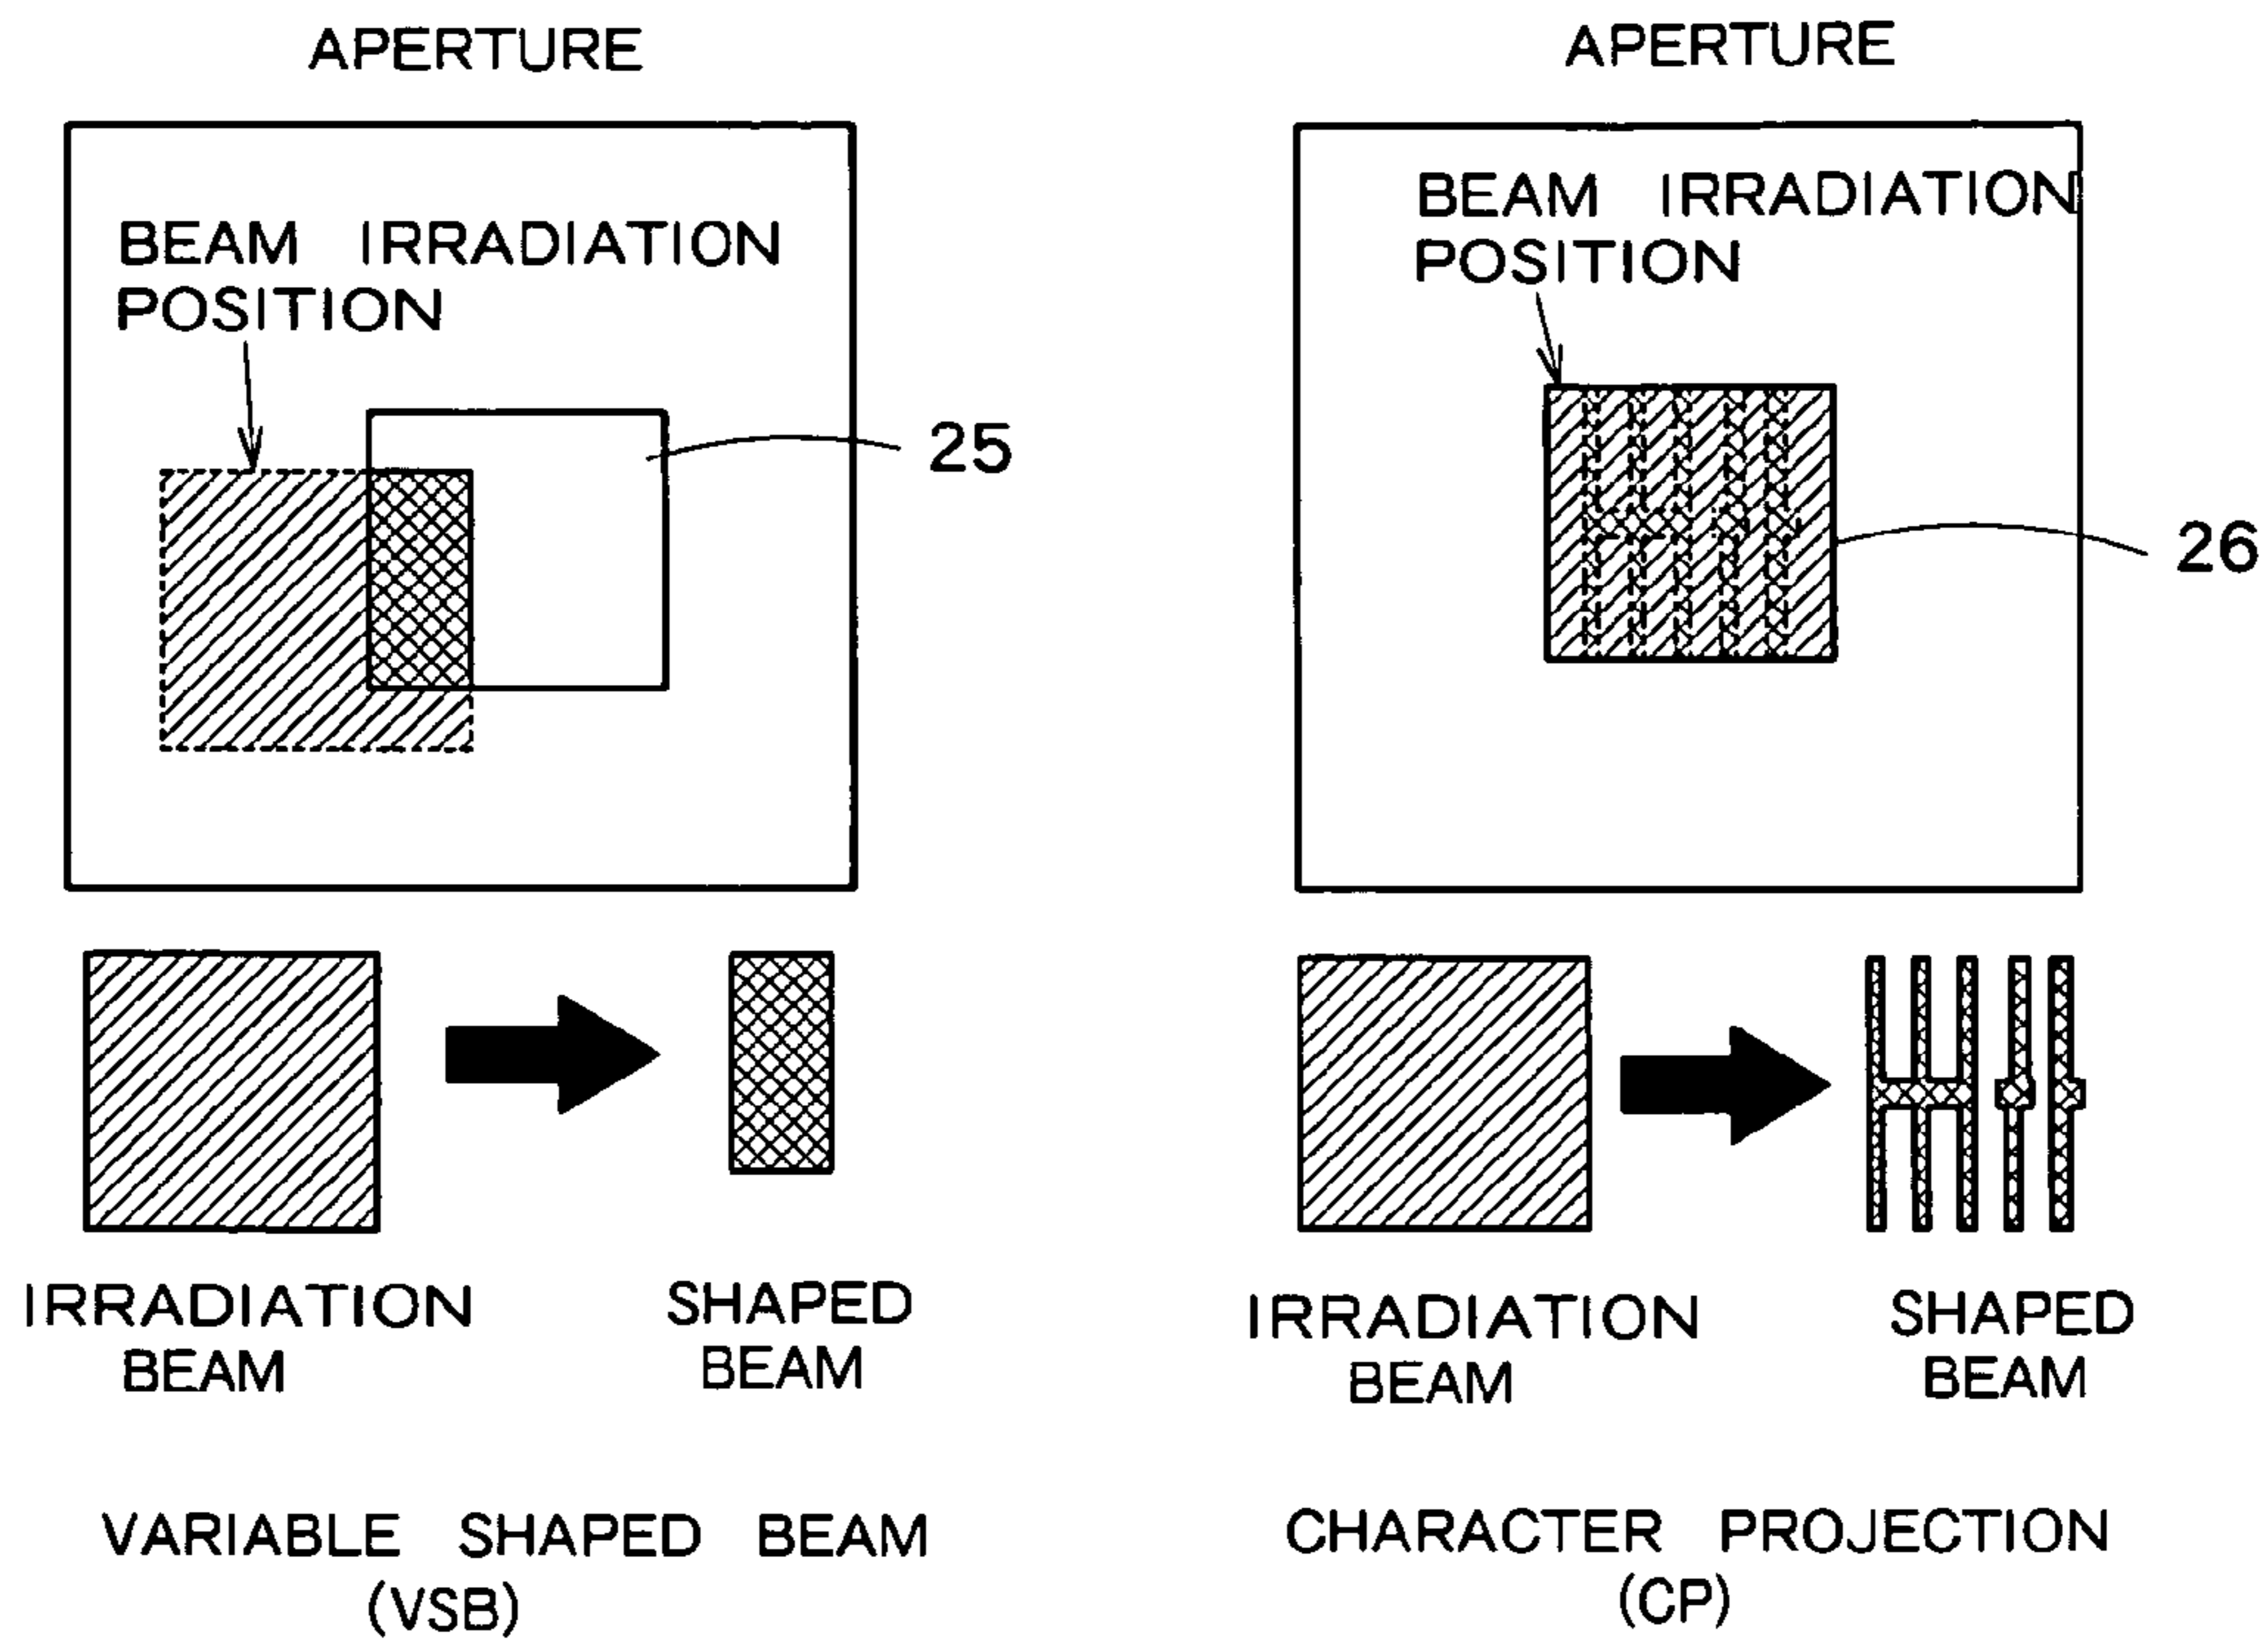 APERTURE
BEAM IRRADIATION
POSITION
25
IRRADIATION
BEAM
SHAPED
BEAM
VARIABLE SHAPED BEAM
(VSB)
APERTURE
BEAM IRRADIATION
POSITION
26
IRRADIATION
BEAM
SHAPED
BEAM
CHARACTER PROJECTION
(CP)